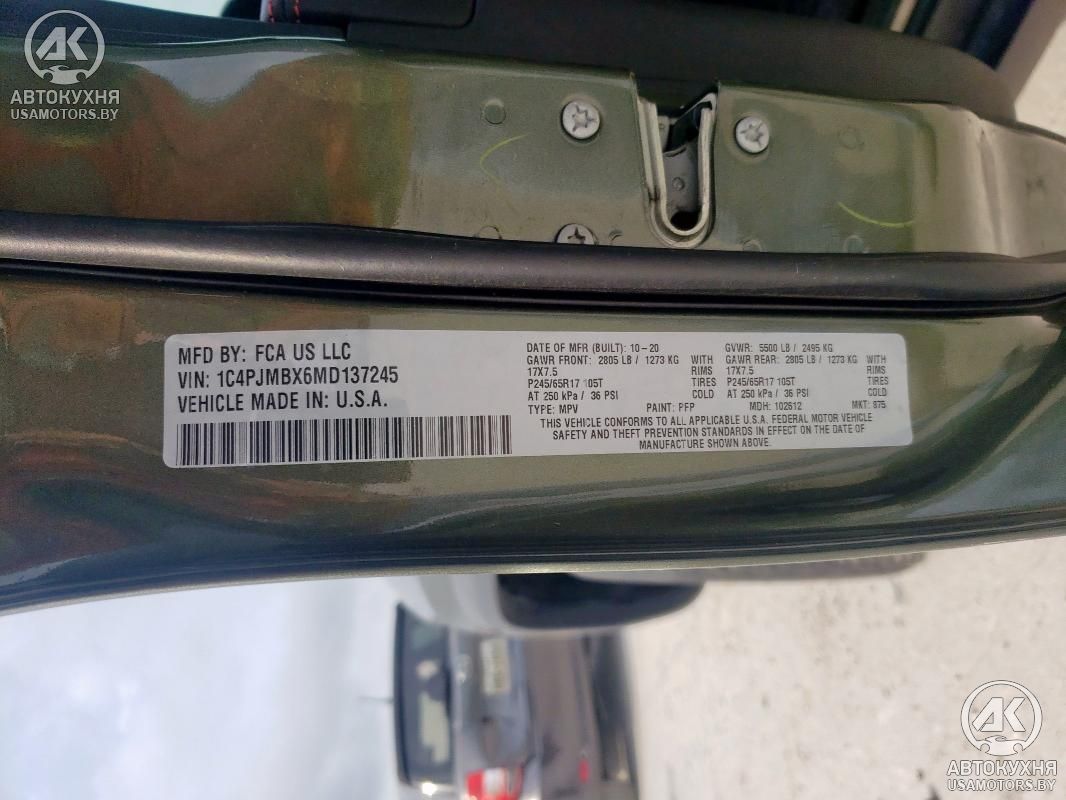 AK
АВТОКУХНЯ
USAMOTORS.BY
MFD BY: FCA US LLC
VIN: 1C4PJMBX6MD137245
VEHICLE MADE IN: U.S.A.
DATE OF MFR (BUILT): 10-20
GAWR FRONT: 2805 LB / 1273 KG WITH
17X7.5 RIMS
P245/65R17 105T TIRES
AT 250 kPa / 36 PSI COLD
TYPE: MPV PAINT: PFP
GVWR: 5500 LB / 2495 KG
GAWR REAR: 2805 LB / 1273 KG WITH
17X7.5 RIMS
P245/65R17 105T TIRES
AT 250 kPa / 36 PSI COLD
MDH: 102612 MKT: 875
THIS VEHICLE CONFORMS TO ALL APPLICABLE U.S.A. FEDERAL MOTOR VEHICLE
SAFETY AND THEFT PREVENTION STANDARDS IN EFFECT ON THE DATE OF
MANUFACTURE SHOWN ABOVE.
AK
АВТОКУХНЯ
USAMOTORS.BY